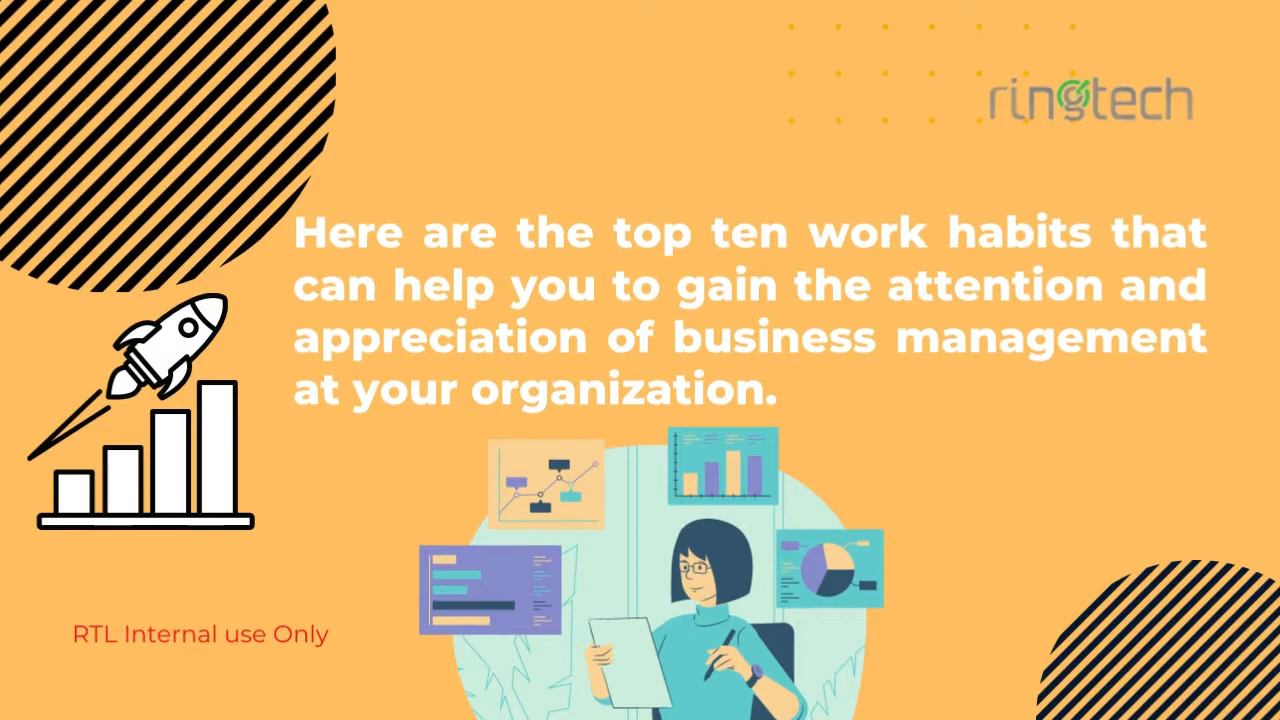 ringtech
Here are the top ten work habits that
can help you to gain the attention and
appreciation of business management
at your organization.
RTL Internal use Only